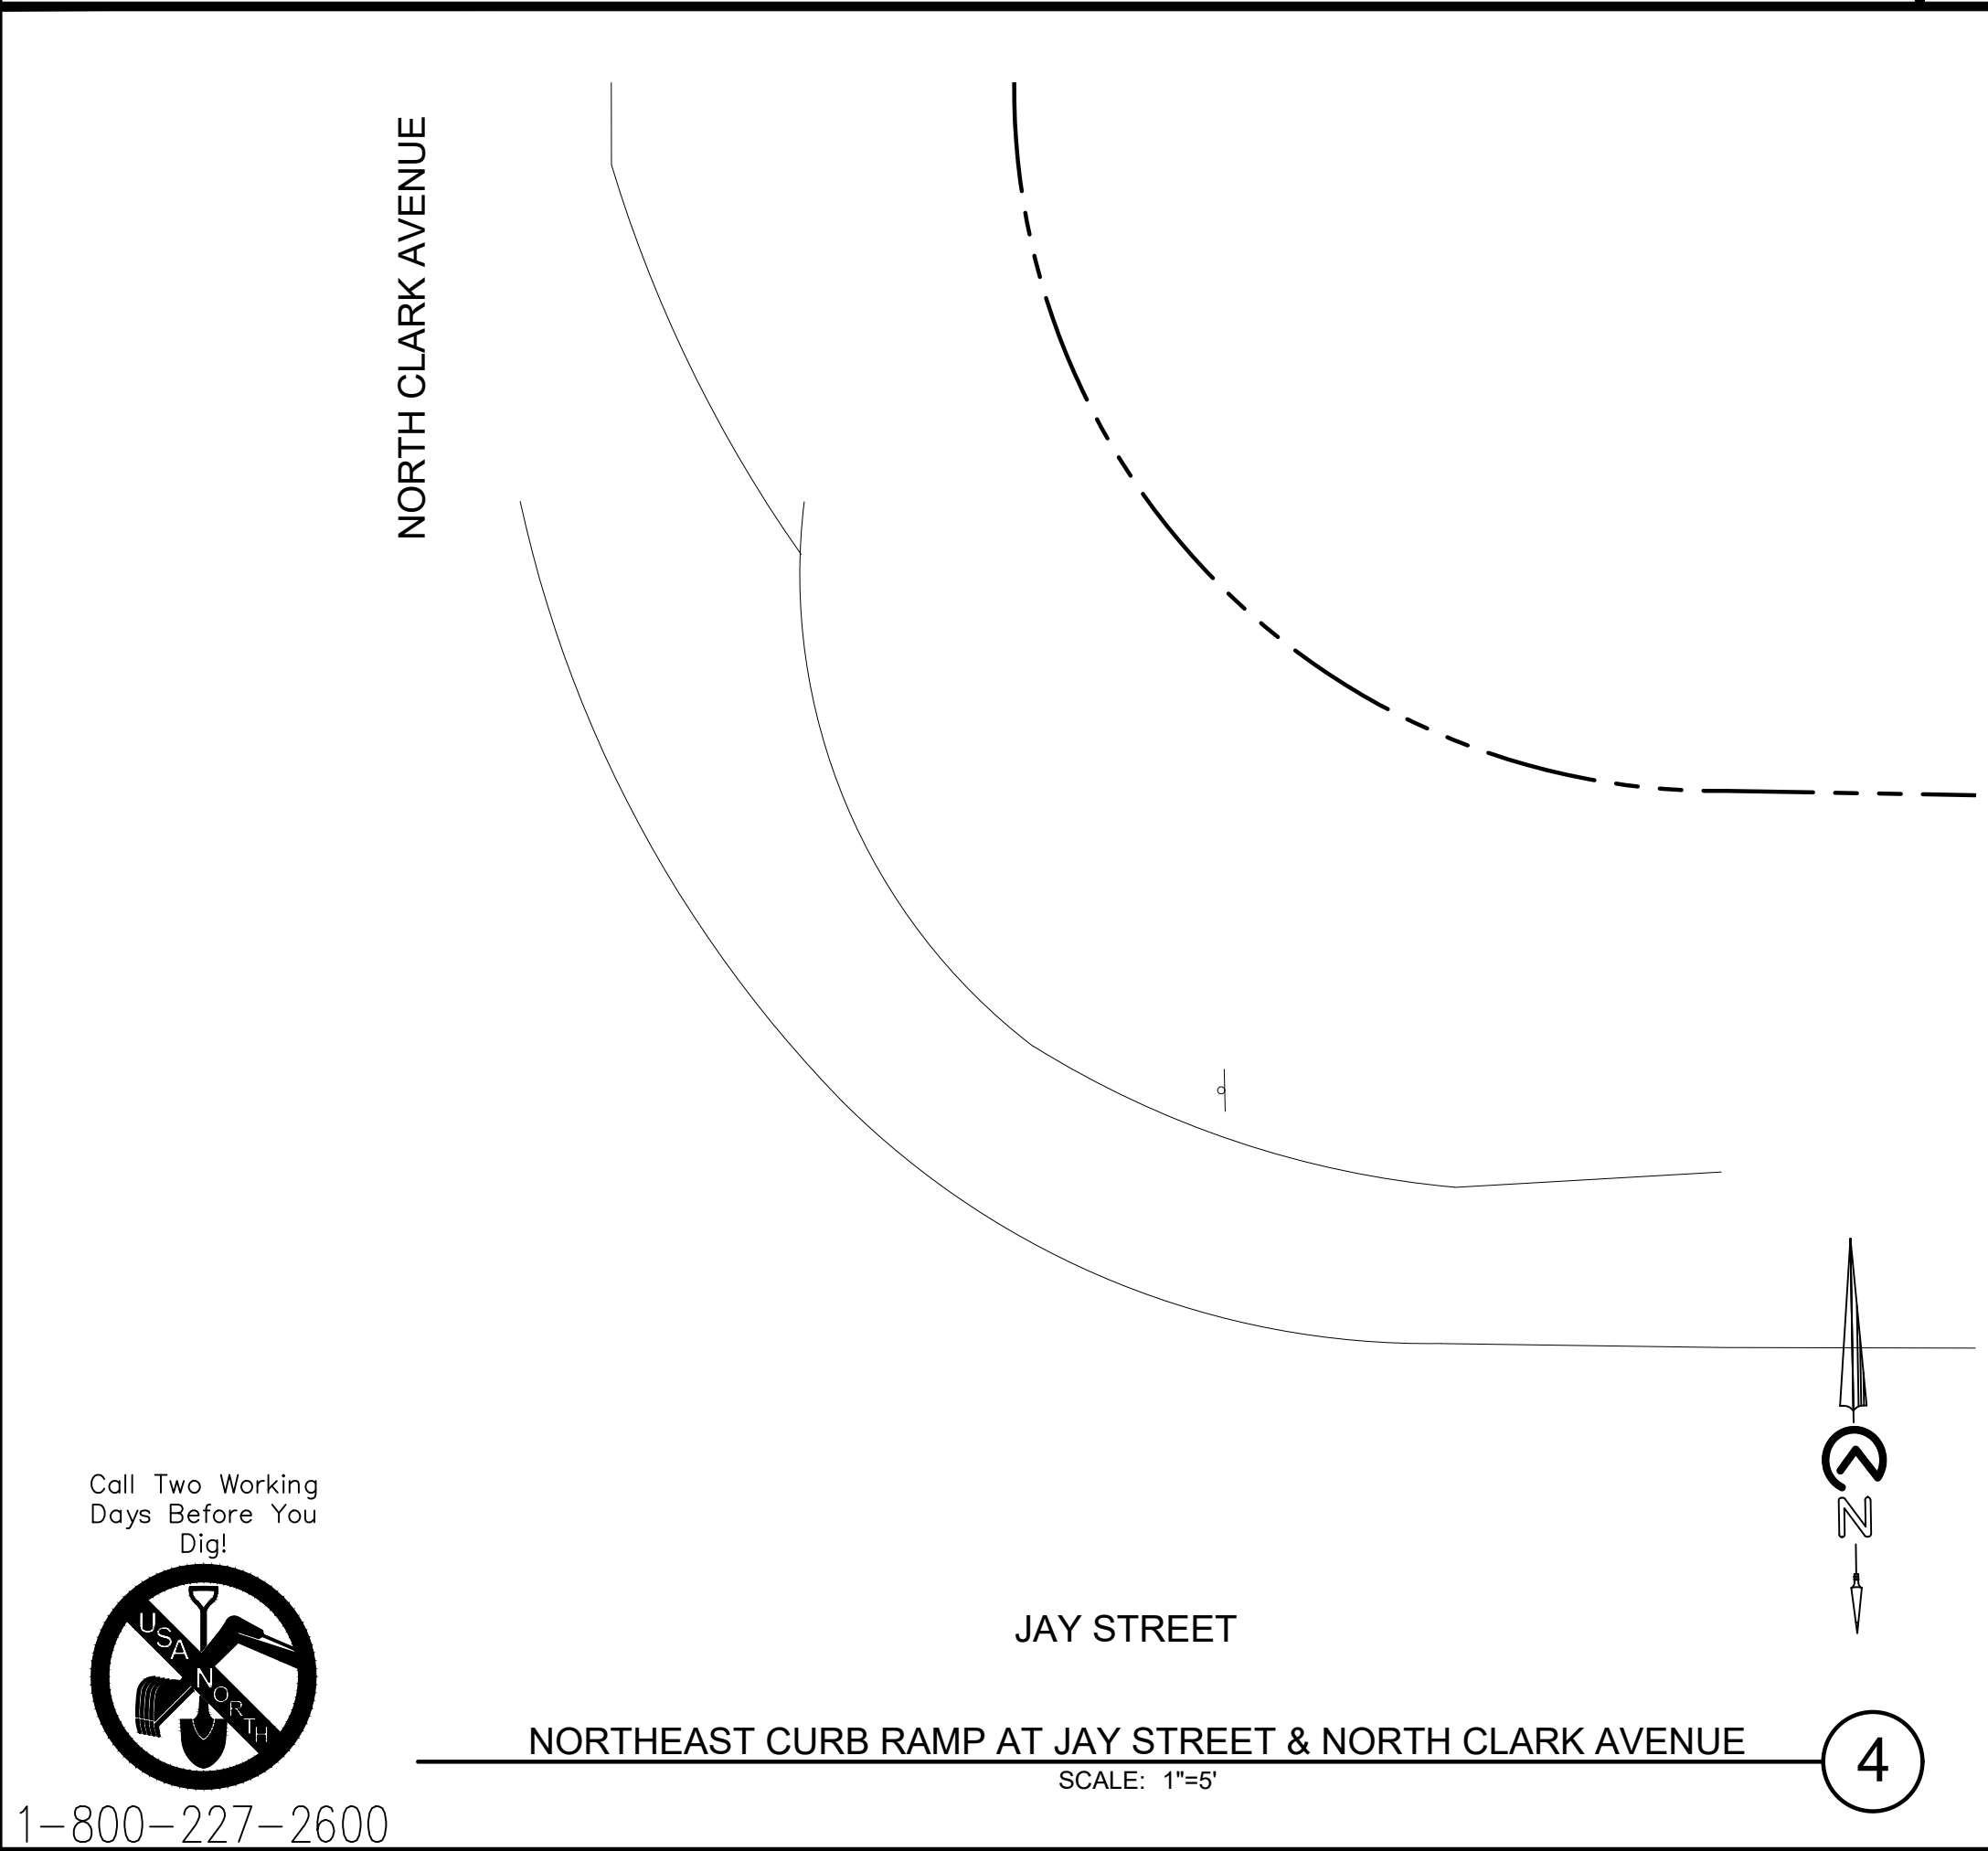 NORTH CLARK AVENUE
Call Two Working
Days Before You
Dig!
USA NORTH
1-800-227-2600
N
JAY STREET
NORTHEAST CURB RAMP AT JAY STREET & NORTH CLARK AVENUE
4
SCALE: 1"=5'